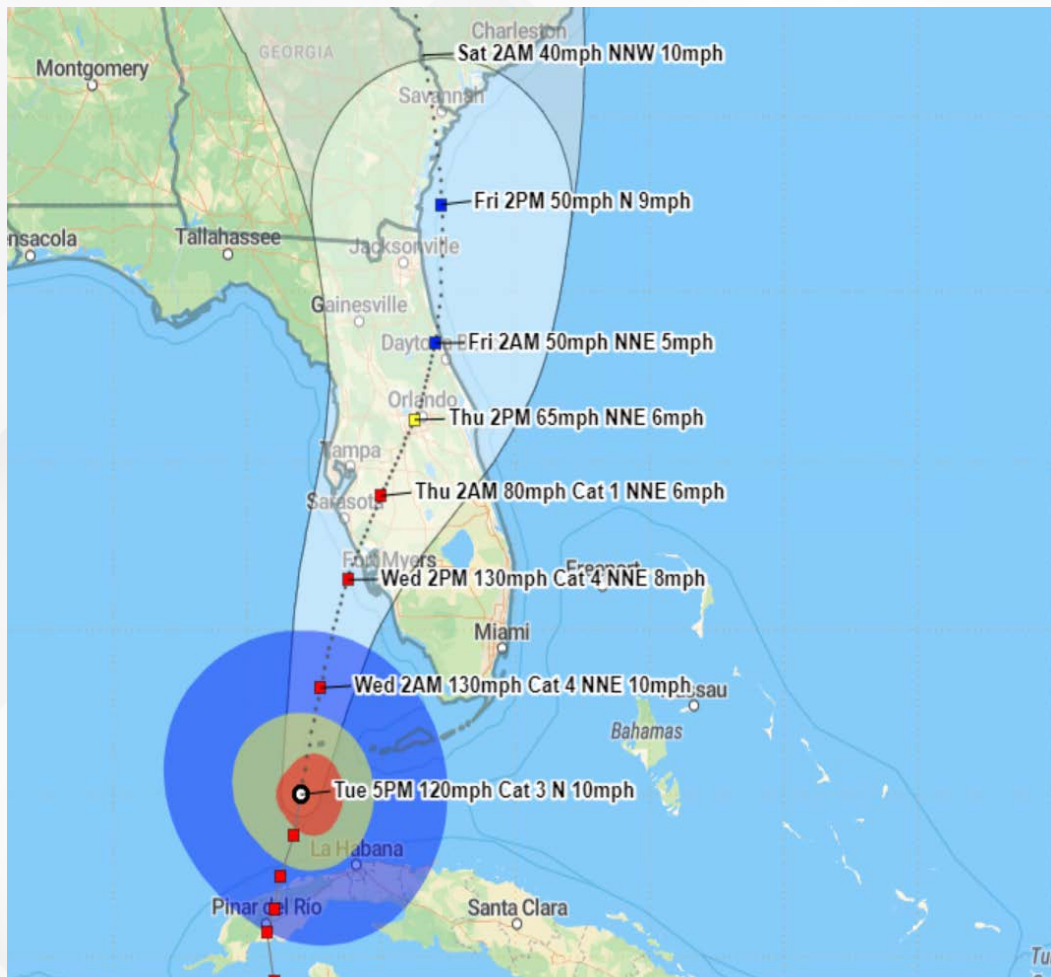 Charleston
GEORGIA
Sat 2AM 40mph NNW 10mph
Montgomery
Savannah
Fri 2PM 50mph N 9mph
Tallahassee
ensacola
Jacksonville
Gainesville
Fri 2AM 50mph NNE 5mph
Orlando
Thu 2PM 65mph NNE 6mph
Tampa
Thu 2AM 80mph Cat 1 NNE 6mph
Sarasota
Fort Myers
Freeport
Wed 2PM 130mph Cat 4 NNE 8mph
Miami
Wed 2AM 130mph Cat 4 NNE 10mph
Bahamas
Tue 5PM 120mph Cat 3 N 10mph
La Habana
Pinar del Río
Santa Clara